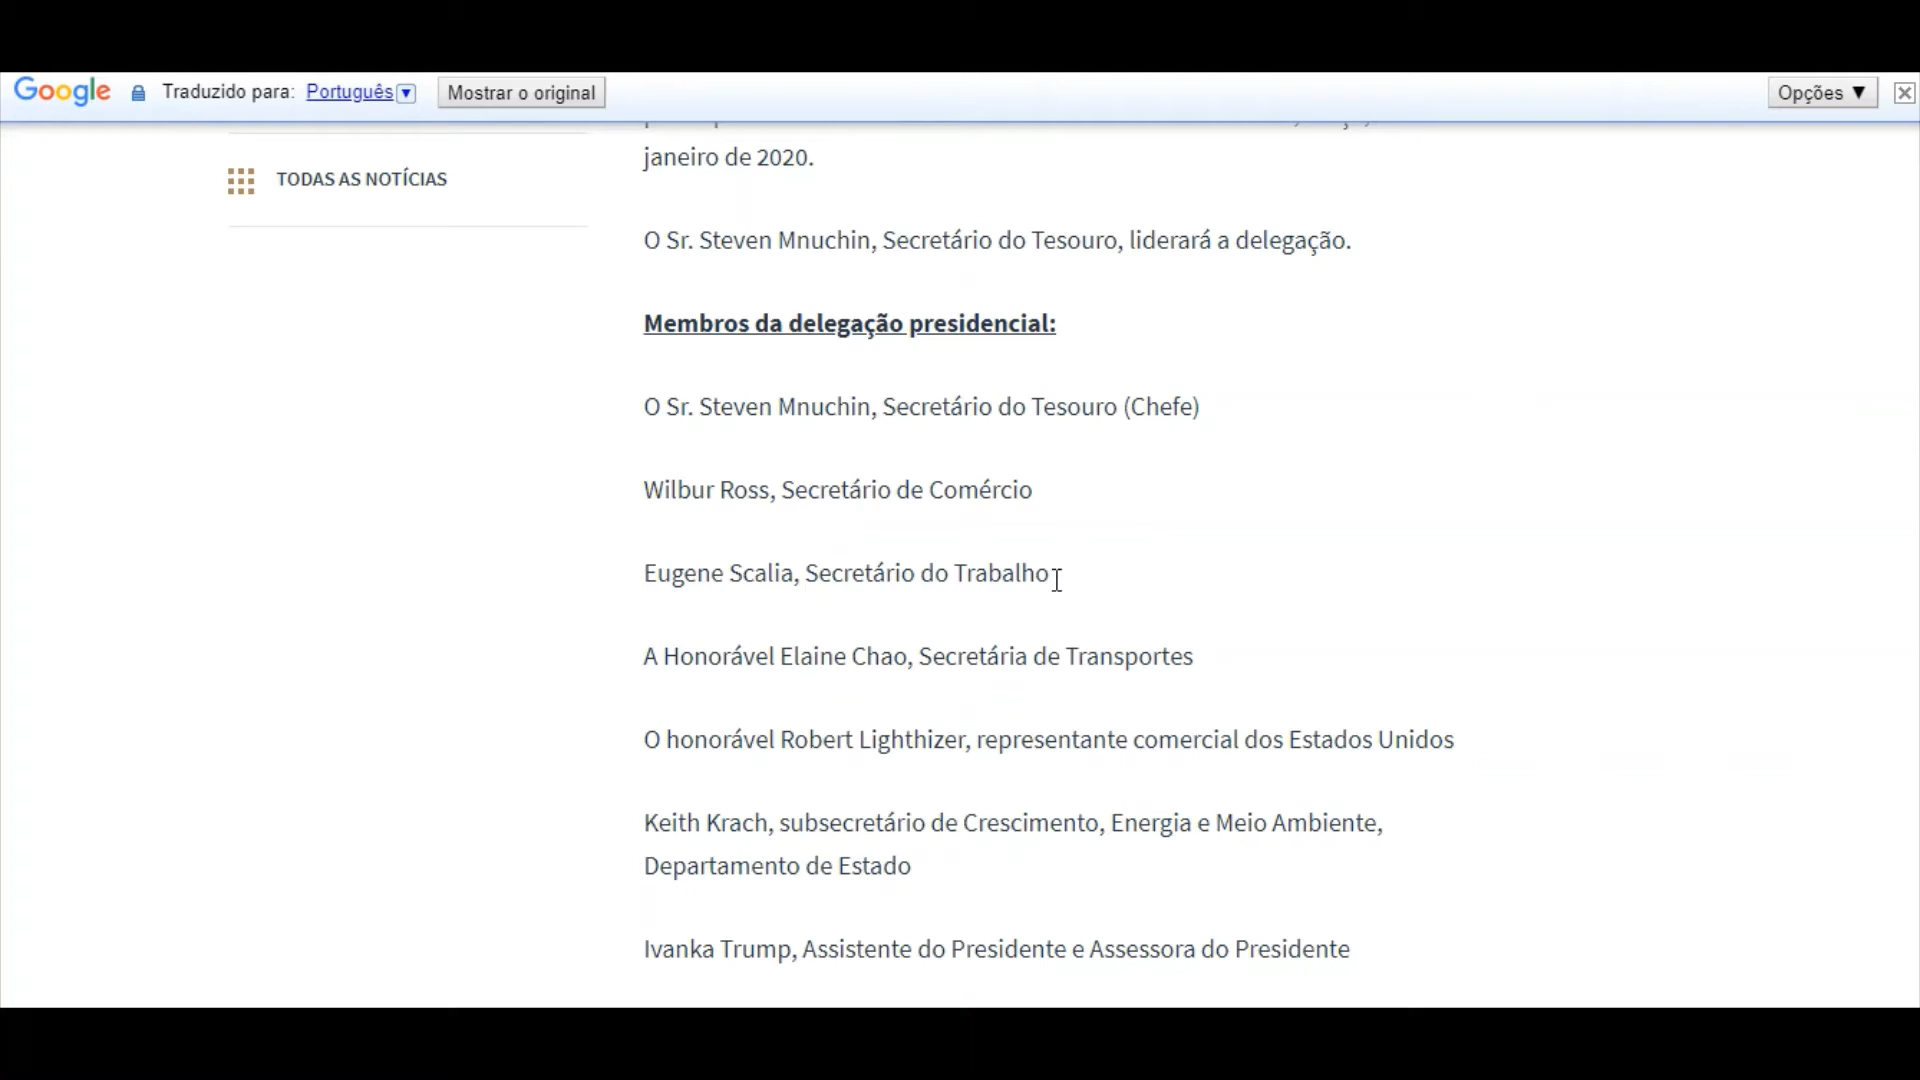 Google Traduzido para: Português Mostrar o original Opções ▼
TODAS AS NOTÍCIAS
janeiro de 2020.
O Sr. Steven Mnuchin, Secretário do Tesouro, liderará a delegação.
Membros da delegação presidencial:
O Sr. Steven Mnuchin, Secretário do Tesouro (Chefe)
Wilbur Ross, Secretário de Comércio
Eugene Scalia, Secretário do Trabalho
A Honorável Elaine Chao, Secretária de Transportes
O honorável Robert Lighthizer, representante comercial dos Estados Unidos
Keith Krach, subsecretário de Crescimento, Energia e Meio Ambiente,
Departamento de Estado
Ivanka Trump, Assistente do Presidente e Assessora do Presidente